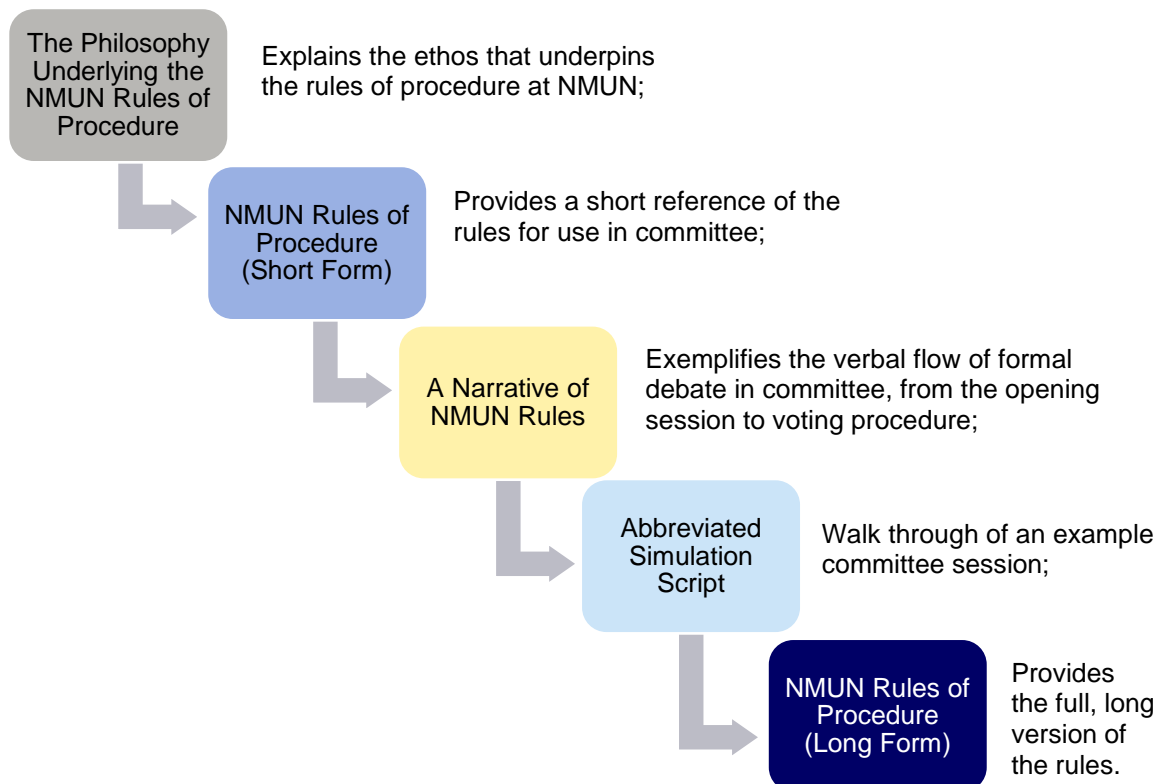 The Philosophy
Underlying the
NMUN Rules of
Procedure
Explains the ethos that underpins
the rules of procedure at NMUN;
NMUN Rules of
Procedure
(Short Form)
Provides a short reference of the
rules for use in committee;
A Narrative of
NMUN Rules
Exemplifies the verbal flow of formal
debate in committee, from the opening
session to voting procedure;
Abbreviated
Simulation
Script
Walk through of an example
committee session;
NMUN Rules of
Procedure
(Long Form)
Provides
the full, long
version of
the rules.